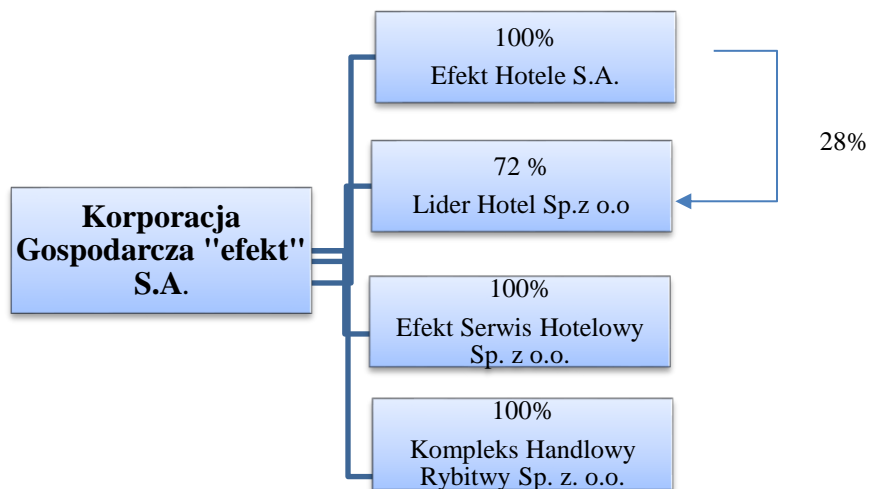 100%
Efekt Hotele S.A.
28%
72 %
Lider Hotel Sp.z o.o
Korporacja
Gospodarcza "efekt"
S.A.
100%
Efekt Serwis Hotelowy
Sp. z o.o.
100%
Kompleks Handlowy
Rybitwy Sp. z. o.o.